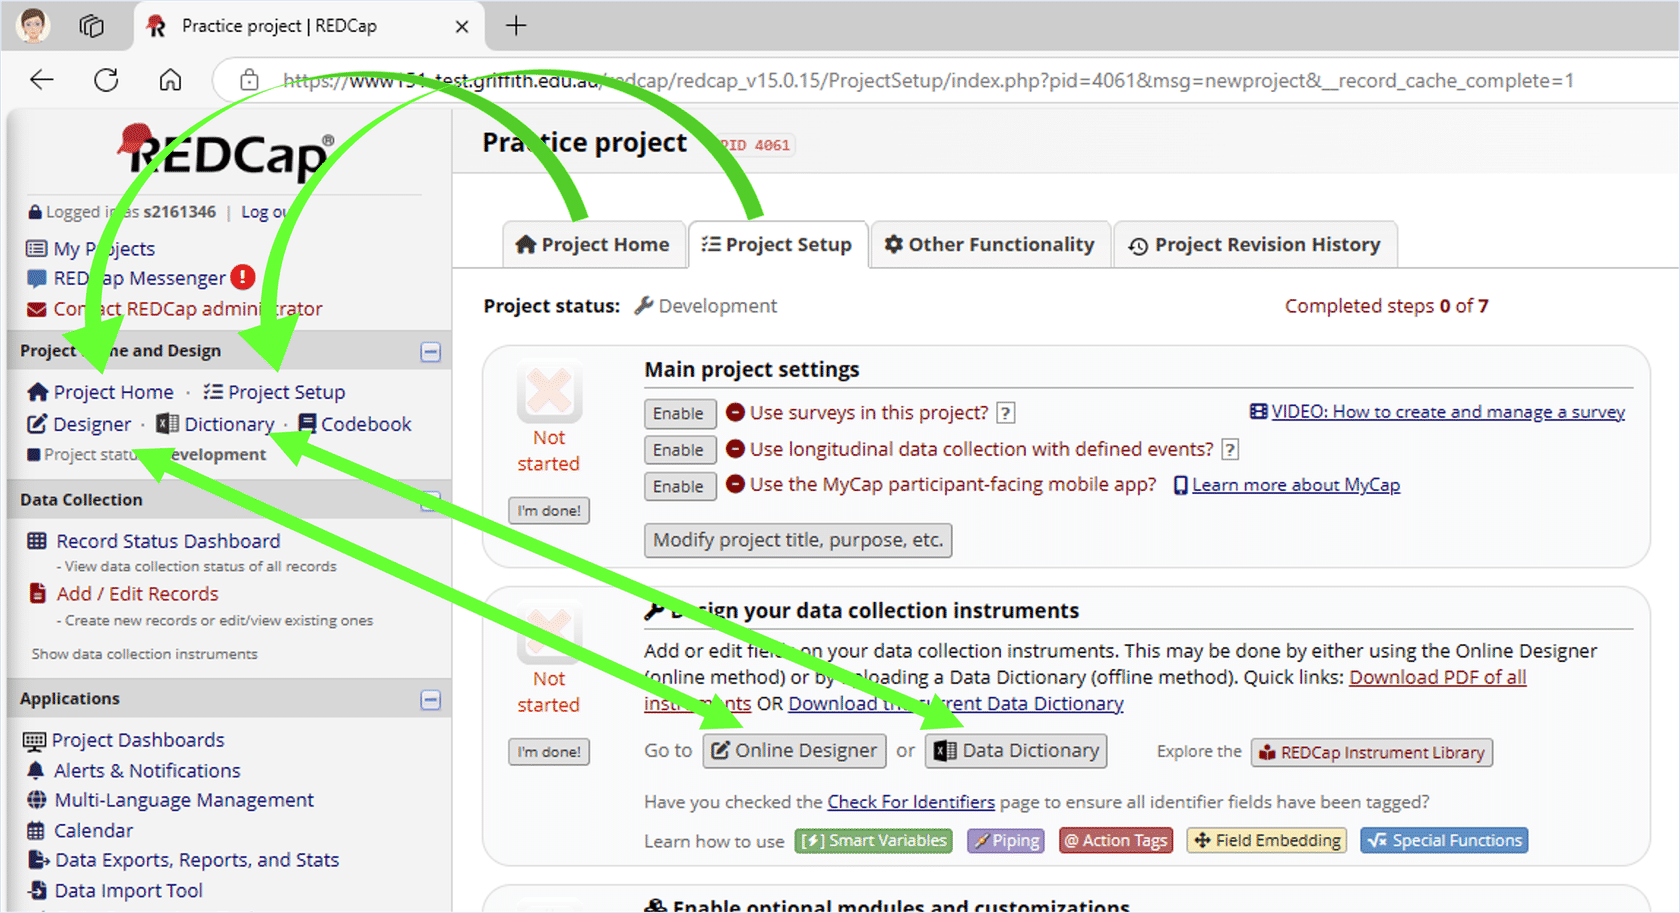 Practice project | REDCap
https://www151-test.griffith.edu.au/redcap/redcap_v15.0.15/ProjectSetup/index.php?pid=4061&msg=newproject&__record_cache_complete=1
REDCap®
Logged in as s2161346 | Log out
My Projects
REDCap Messenger
Contact REDCap administrator
Project Home and Design
Project Home · Project Setup
Designer · Dictionary · Codebook
Project status: Development
Data Collection
Record Status Dashboard
- View data collection status of all records
Add / Edit Records
- Create new records or edit/view existing ones
Show data collection instruments
Applications
Project Dashboards
Alerts & Notifications
Multi-Language Management
Calendar
Data Exports, Reports, and Stats
Data Import Tool
Practice project PID 4061
Project Home Project Setup Other Functionality Project Revision History
Project status: Development Completed steps 0 of 7
Not
started
I'm done!
Main project settings
Enable Use surveys in this project? ? VIDEO: How to create and manage a survey
Enable Use longitudinal data collection with defined events? ?
Enable Use the MyCap participant-facing mobile app? Learn more about MyCap
Modify project title, purpose, etc.
Not
started
I'm done!
Design your data collection instruments
Add or edit fields on your data collection instruments. This may be done by either using the Online Designer
(online method) or by uploading a Data Dictionary (offline method). Quick links: Download PDF of all
instruments OR Download the current Data Dictionary
Go to Online Designer or Data Dictionary Explore the REDCap Instrument Library
Have you checked the Check For Identifiers page to ensure all identifier fields have been tagged?
Learn how to use [⚡] Smart Variables Piping @ Action Tags Field Embedding √x Special Functions
Enable optional modules and customizations